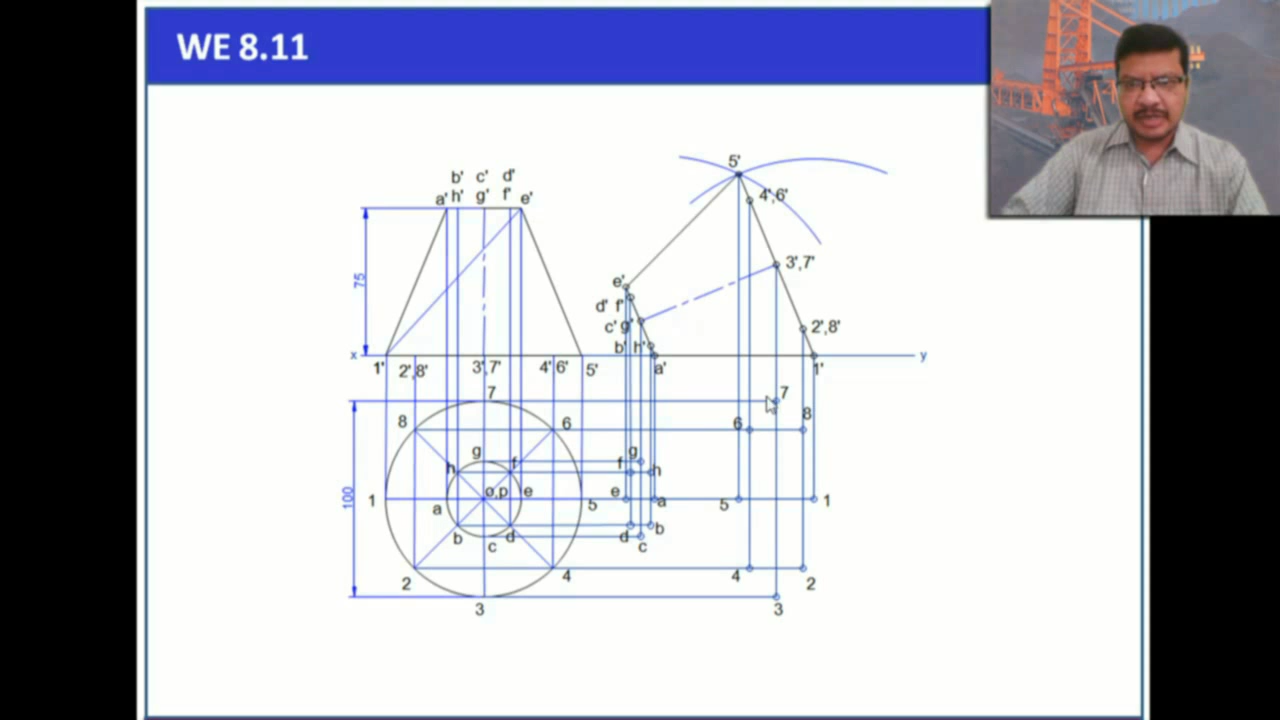 WE 8.11
b' c' d'
a' h' g' f' e'
5'
4',6'
3',7'
2',8'
1'
e'
d' f'
c' g'
b' h'
a'
75
x
y
1' 2',8' 3',7' 4' 6' 5'
7
8
6
g
h
f
1
a
o,p
e
5
b
c
d
2
4
3
100
7
8
6
g
f
h
e
a
5
1
d
b
c
4
2
3